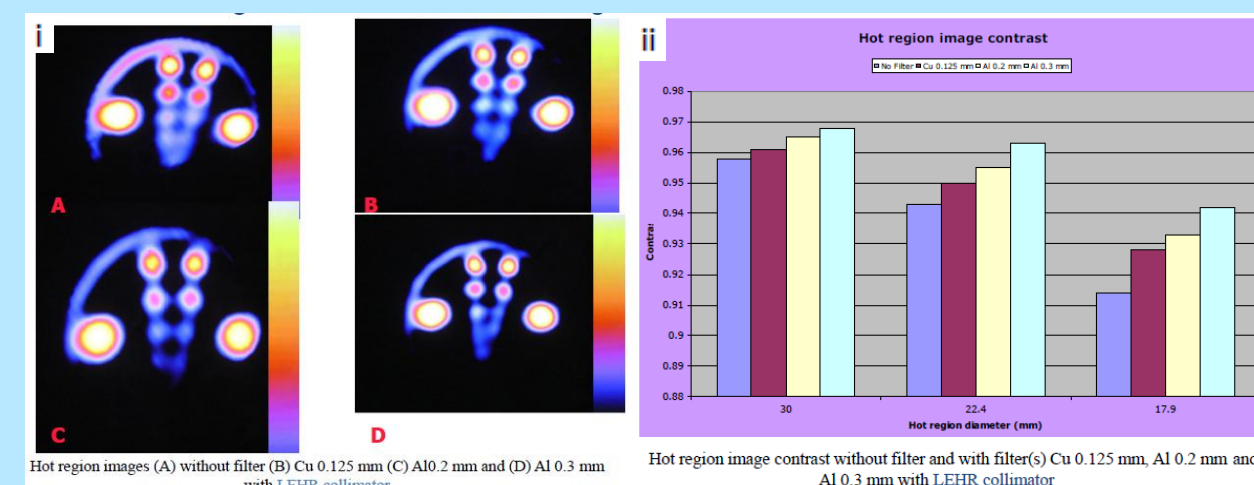 i
A
B
C
D
Hot region images (A) without filter (B) Cu 0.125 mm (C) Al0.2 mm and (D) Al 0.3 mm
with LEHR collimator
ii
Hot region image contrast
No Filter Cu 0.125 mm Al 0.2 mm Al 0.3 mm
0.98
0.97
0.96
0.95
0.94
0.93
0.92
0.91
0.9
0.89
0.88
Contra
30
22.4
17.9
Hot region diameter (mm)
Hot region image contrast without filter and with filter(s) Cu 0.125 mm, Al 0.2 mm and
Al 0.3 mm with LEHR collimator